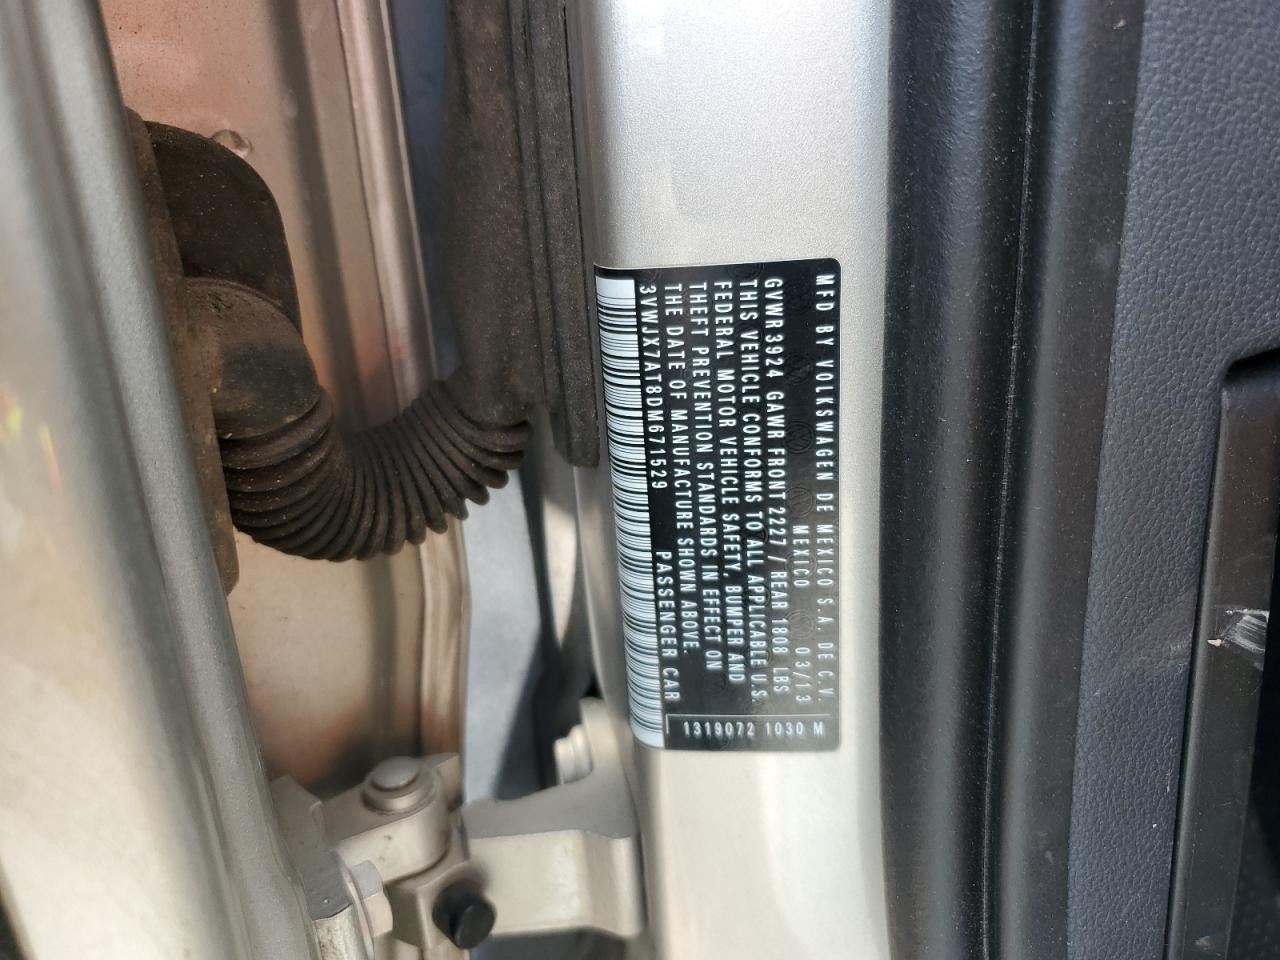 MFD BY VOLKSWAGEN DE MEXICO S.A. DE C.V.
MEXICO 03/13
GVWR3924 GAWR FRONT 2227/ REAR 1808 LBS
THIS VEHICLE CONFORMS TO ALL APPLICABLE U.S.
FEDERAL MOTOR VEHICLE SAFETY, BUMPER AND
THEFT PREVENTION STANDARDS IN EFFECT ON
THE DATE OF MANUFACTURE SHOWN ABOVE.
3VWJX7AT8DM671529 PASSENGER CAR
1319072 1030 M